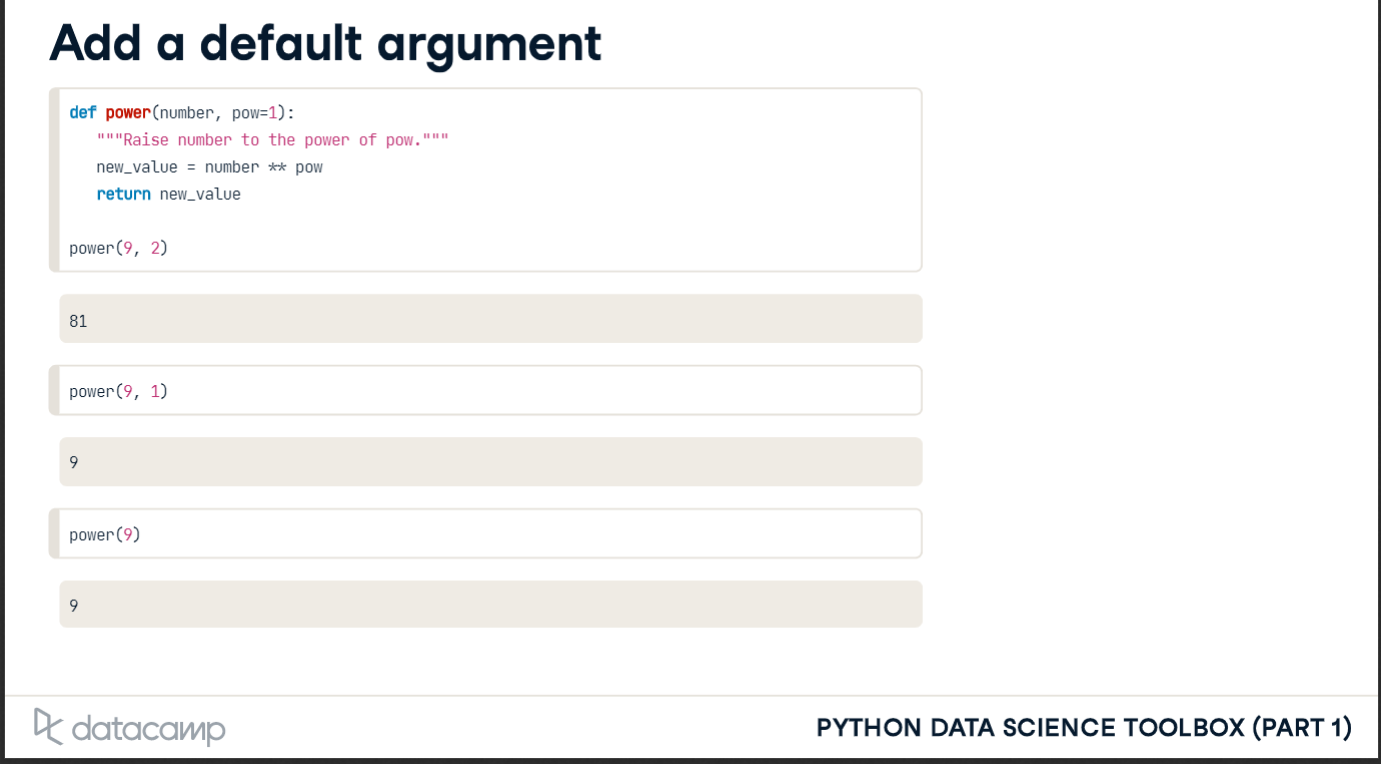 Add a default argument
def power(number, pow=1):
"""Raise number to the power of pow."""
new_value = number ** pow
return new_value
power(9, 2)
81
power(9, 1)
9
power(9)
9
datacamp
PYTHON DATA SCIENCE TOOLBOX (PART 1)